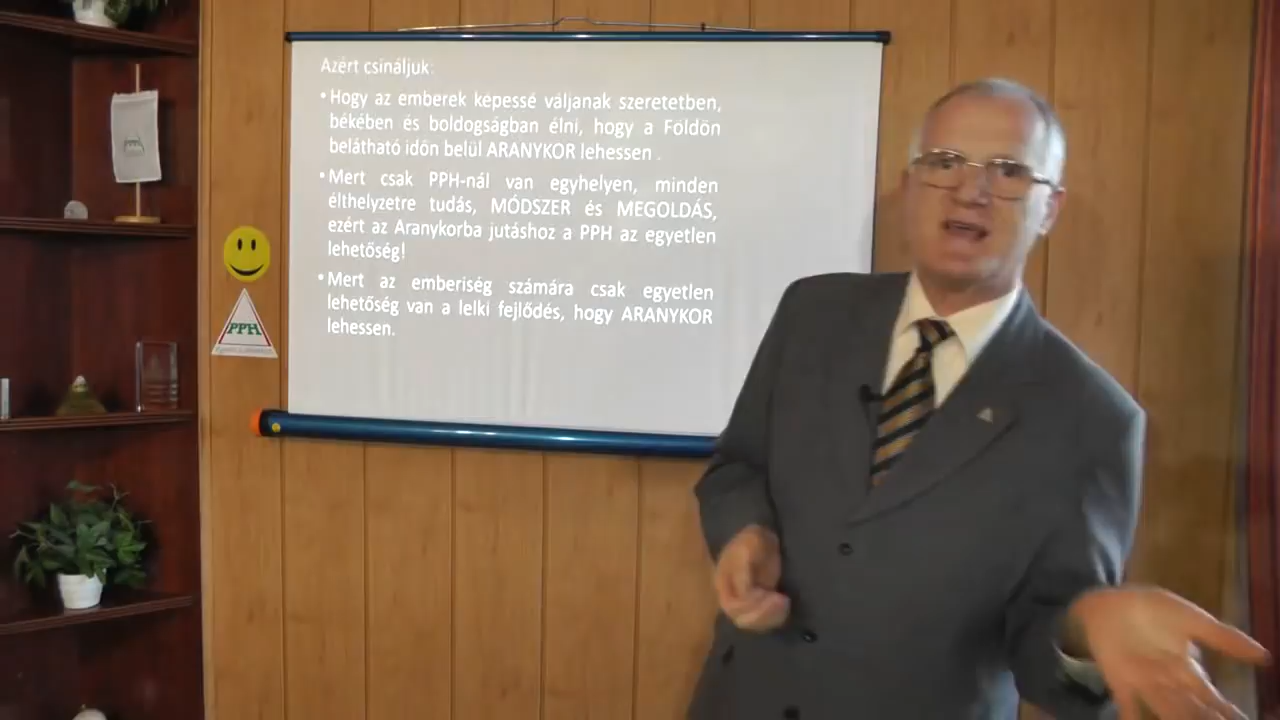 Azért csináljuk:
•Hogy az emberek képessé váljanak szeretetben,
békében és boldogságban élni, hogy a Földön
belátható időn belül ARANYKOR lehessen .
•Mert csak PPH-nál van egyhelyen, minden
élthelyzetre tudás, MÓDSZER és MEGOLDÁS,
ezért az Aranykorba jutáshoz a PPH az egyetlen
lehetőség!
•Mert az emberiség számára csak egyetlen
lehetőség van a lelki fejlődés, hogy ARANYKOR
lehessen.
PPH